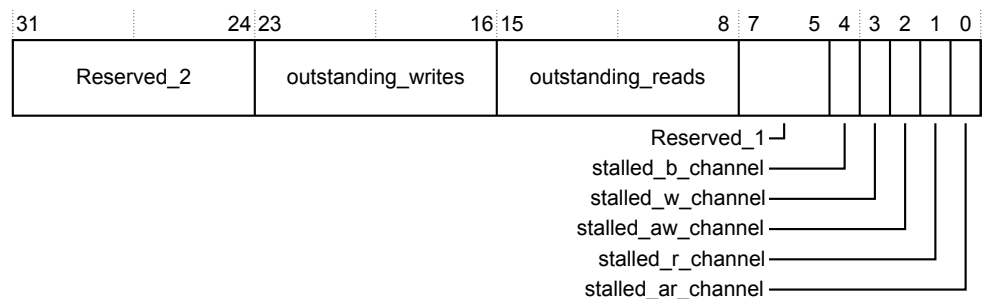 31 24 23 16 15 8 7 5 4 3 2 1 0
Reserved_2 outstanding_writes outstanding_reads
Reserved_1
stalled_b_channel
stalled_w_channel
stalled_aw_channel
stalled_r_channel
stalled_ar_channel